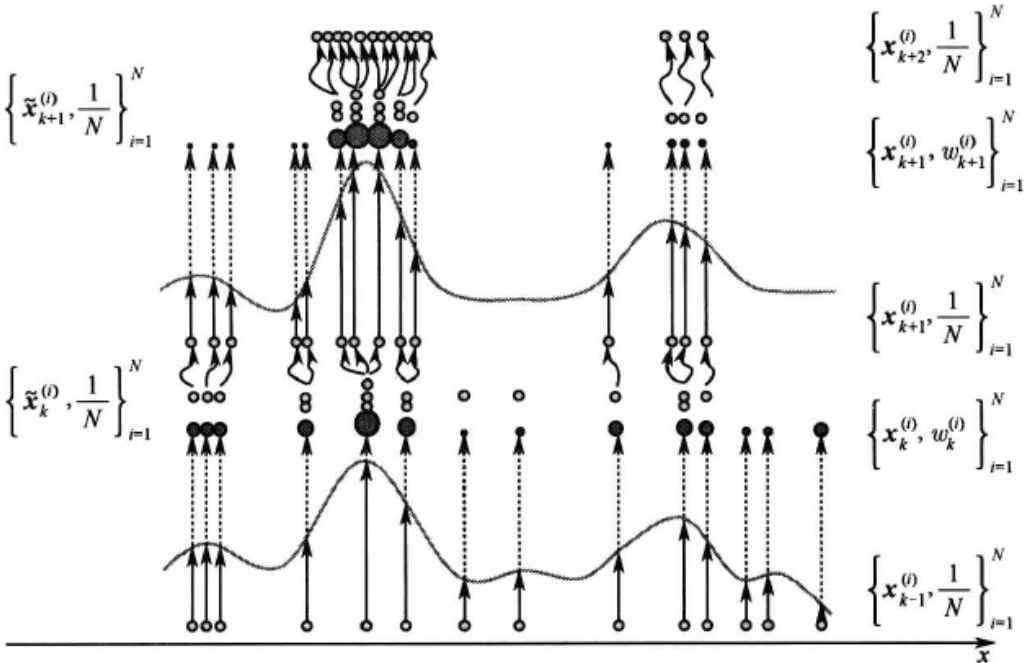 { x̃_{k+1}^{(i)}, 1/N }_{i=1}^{N}
{ x̃_k^{(i)}, 1/N }_{i=1}^{N}
{ x_{k+2}^{(i)}, 1/N }_{i=1}^{N}
{ x_{k+1}^{(i)}, w_{k+1}^{(i)} }_{i=1}^{N}
{ x_{k+1}^{(i)}, 1/N }_{i=1}^{N}
{ x_k^{(i)}, w_k^{(i)} }_{i=1}^{N}
{ x_{k-1}^{(i)}, 1/N }_{i=1}^{N}
x